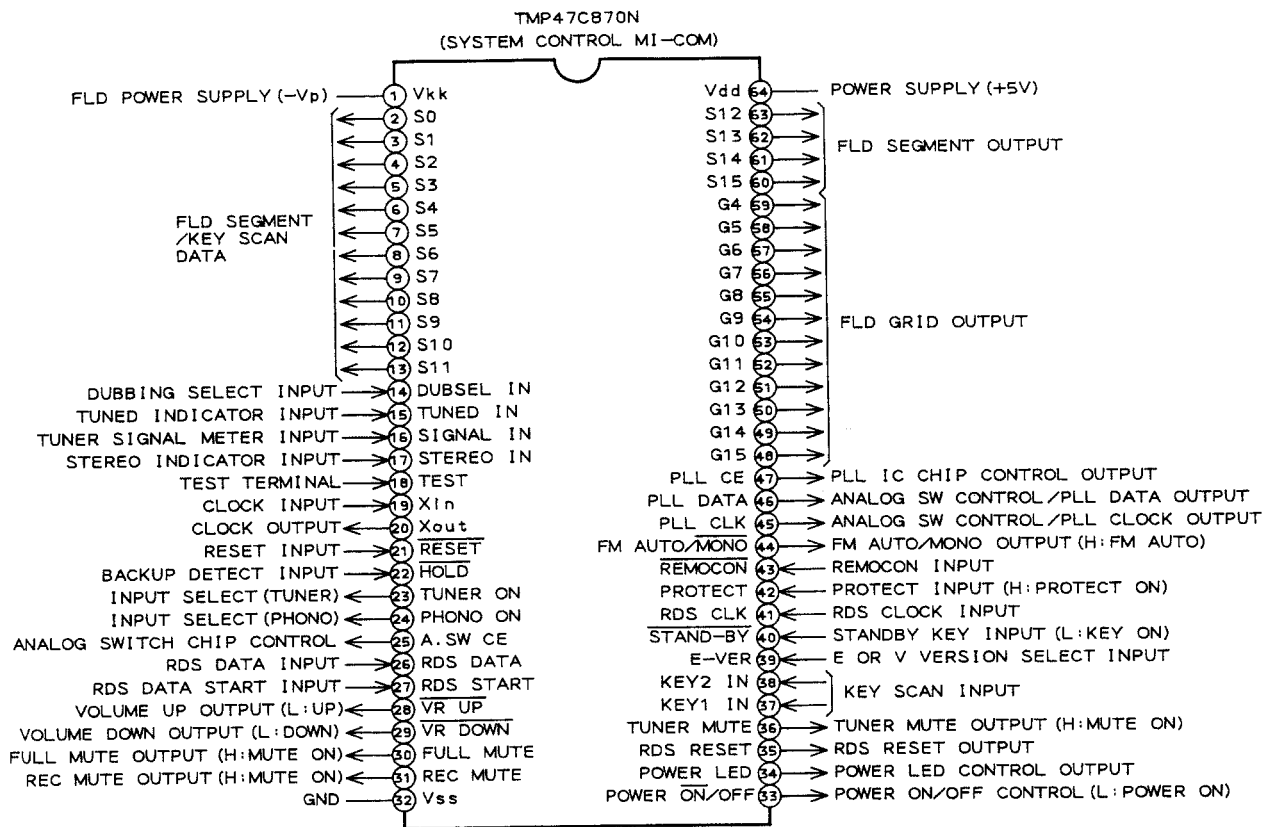 TMP47C870N
(SYSTEM CONTROL MI-COM)
FLD POWER SUPPLY(-Vp) 1 Vkk
2 S0
3 S1
4 S2
5 S3
6 S4
7 S5
8 S6
9 S7
10 S8
11 S9
12 S10
13 S11
FLD SEGMENT
/KEY SCAN
DATA
DUBBING SELECT INPUT 14 DUBSEL IN
TUNED INDICATOR INPUT 15 TUNED IN
TUNER SIGNAL METER INPUT 16 SIGNAL IN
STEREO INDICATOR INPUT 17 STEREO IN
TEST TERMINAL 18 TEST
CLOCK INPUT 19 XIn
CLOCK OUTPUT 20 Xout
RESET INPUT 21 RESET
BACKUP DETECT INPUT 22 HOLD
INPUT SELECT(TUNER) 23 TUNER ON
INPUT SELECT(PHONO) 24 PHONO ON
ANALOG SWITCH CHIP CONTROL 25 A.SW CE
RDS DATA INPUT 26 RDS DATA
RDS DATA START INPUT 27 RDS START
VOLUME UP OUTPUT(L:UP) 28 VR UP
VOLUME DOWN OUTPUT(L:DOWN) 29 VR DOWN
FULL MUTE OUTPUT(H:MUTE ON) 30 FULL MUTE
REC MUTE OUTPUT(H:MUTE ON) 31 REC MUTE
GND 32 Vss
Vdd 64 POWER SUPPLY(+5V)
S12 63
S13 62
S14 61
S15 60
FLD SEGMENT OUTPUT
G4 59
G5 58
G6 57
G7 56
G8 55
G9 54
G10 53
G11 52
G12 51
G13 50
G14 49
G15 48
FLD GRID OUTPUT
PLL CE 47 PLL IC CHIP CONTROL OUTPUT
PLL DATA 46 ANALOG SW CONTROL/PLL DATA OUTPUT
PLL CLK 45 ANALOG SW CONTROL/PLL CLOCK OUTPUT
FM AUTO/MONO 44 FM AUTO/MONO OUTPUT(H:FM AUTO)
REMOCON 43 REMOCON INPUT
PROTECT 42 PROTECT INPUT(H:PROTECT ON)
RDS CLK 41 RDS CLOCK INPUT
STAND-BY 40 STANDBY KEY INPUT(L:KEY ON)
E-VER 39 E OR V VERSION SELECT INPUT
KEY2 IN 38
KEY1 IN 37
KEY SCAN INPUT
TUNER MUTE 36 TUNER MUTE OUTPUT(H:MUTE ON)
RDS RESET 35 RDS RESET OUTPUT
POWER LED 34 POWER LED CONTROL OUTPUT
POWER ON/OFF 33 POWER ON/OFF CONTROL(L:POWER ON)